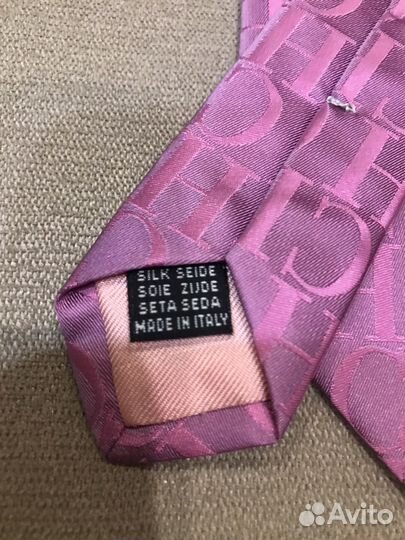 SILK SEIDE
SOIE ZIJDE
SETA SEDA
MADE IN ITALY
Avito